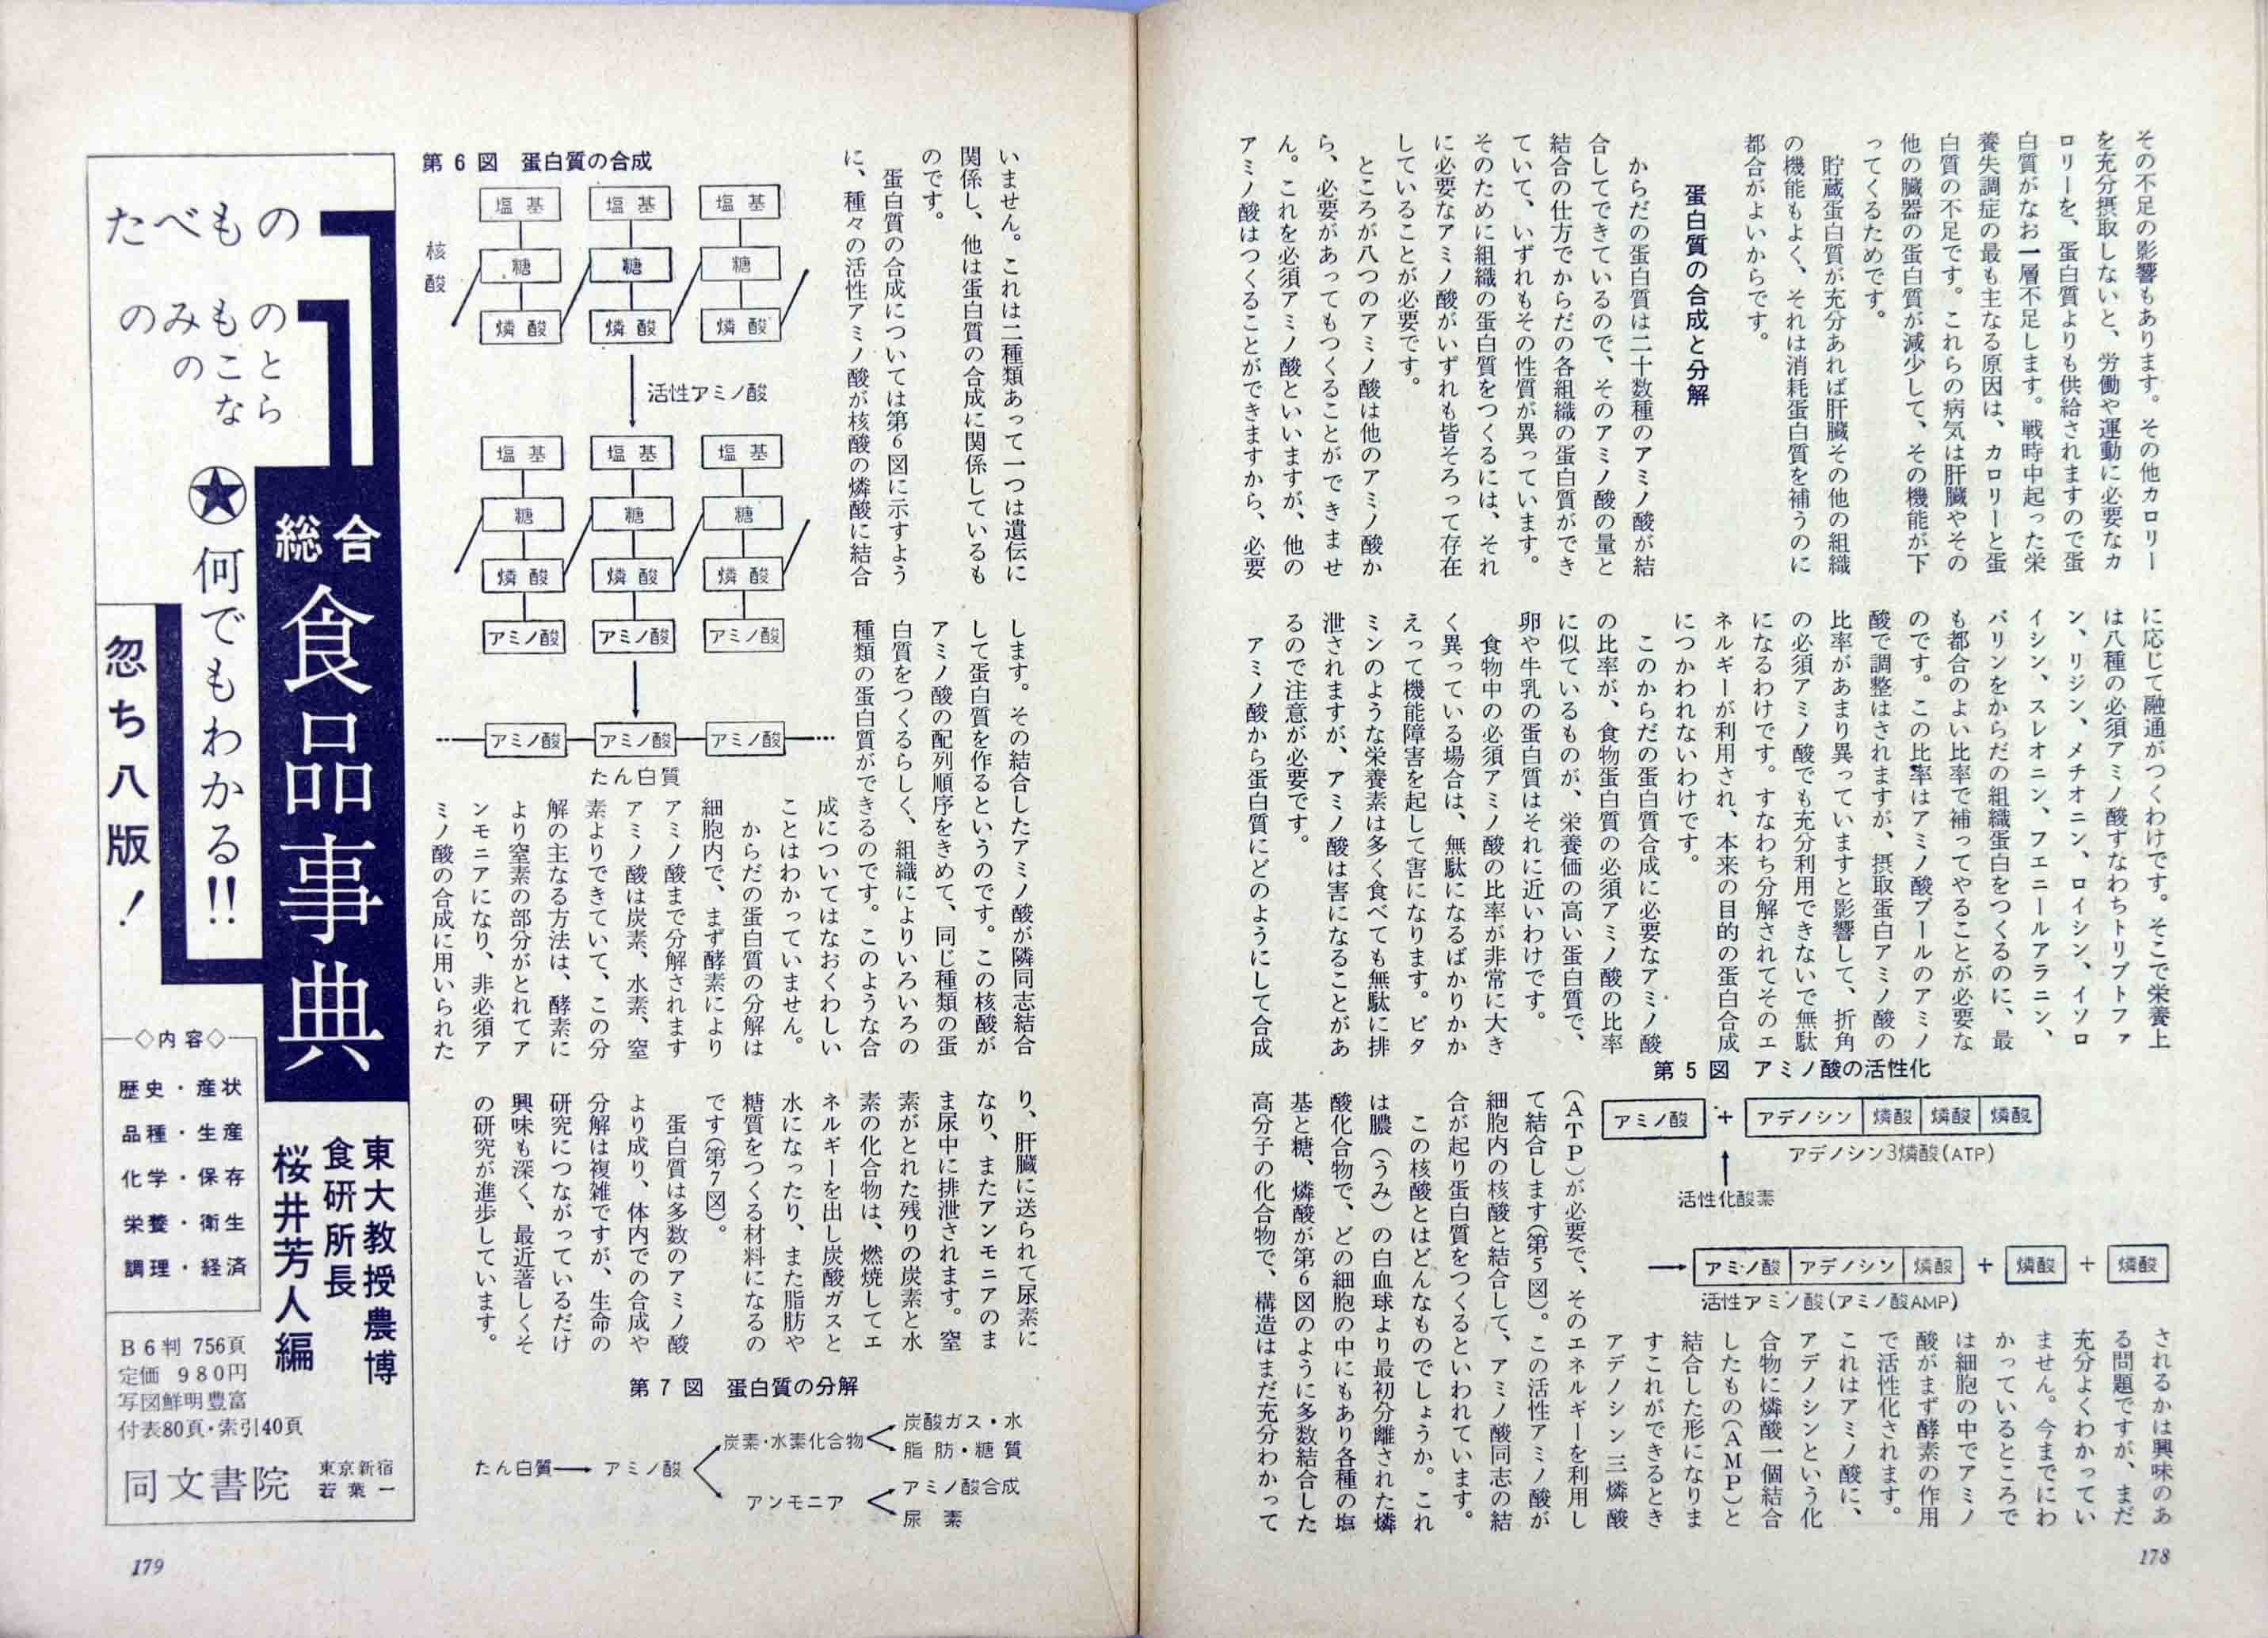 その不足の影響もあります。その他カロリー
を充分摂取しないと、労働や運動に必要なカ
ロリーを、蛋白質よりも供給されますので蛋
白質がなお一層不足します。戦時中起った栄
養失調症の最も主なる原因は、カロリーと蛋
白質の不足です。これらの病気は肝臓やその
他の臓器の蛋白質が減少して、その機能が下
ってくるためです。
貯蔵蛋白質が充分あれば肝臓その他の組織
の機能もよく、それは消耗蛋白質を補うのに
都合がよいからです。
蛋白質の合成と分解
からだの蛋白質は二十数種のアミノ酸が結
合してできているので、そのアミノ酸の量と
結合の仕方でからだの各組織の蛋白質ができ
ていて、いずれもその性質が異っています。
そのために組織の蛋白質をつくるには、それ
に必要なアミノ酸がいずれも皆そろって存在
していることが必要です。
ところが八つのアミノ酸は他のアミノ酸か
ら、必要があってもつくることができませ
ん。これを必須アミノ酸といいますが、他の
アミノ酸はつくることができますから、必要
に応じて融通がつくわけです。そこで栄養上
は八種の必須アミノ酸すなわちトリプトファ
ン、リジン、メチオニン、ロイシン、イソロ
イシン、スレオニン、フエニールアラニン、
バリンをからだの組織蛋白をつくるのに、最
も都合のよい比率で補ってやることが必要な
のです。この比率はアミノ酸プールのアミノ
酸で調整はされますが、摂取蛋白アミノ酸の
比率があまり異っていますと影響して、折角
の必須アミノ酸でも充分利用できないで無駄
になるわけです。すなわち分解されてそのエ
ネルギーが利用され、本来の目的の蛋白合成
につかわれないわけです。
このからだの蛋白質合成に必要なアミノ酸
の比率が、食物蛋白質の必須アミノ酸の比率
に似ているものが、栄養価の高い蛋白質で、
卵や牛乳の蛋白質はそれに近いわけです。
食物中の必須アミノ酸の比率が非常に大き
く異っている場合は、無駄になるばかりかか
えって機能障害を起して害になります。ビタ
ミンのような栄養素は多く食べても無駄に排
泄されますが、アミノ酸は害になることがあ
るので注意が必要です。
アミノ酸から蛋白質にどのようにして合成
第5図 アミノ酸の活性化
アミノ酸 + アデノシン 燐酸 燐酸 燐酸
アデノシン3燐酸(ATP)
活性化酸素
アミノ酸 アデノシン 燐酸 + 燐酸 + 燐酸
活性アミノ酸(アミノ酸AMP)
されるかは興味のあ
る問題ですが、まだ
充分よくわかってい
ません。今までにわ
かっているところで
は細胞の中でアミノ
酸がまず酵素の作用
で活性化されます。
これはアミノ酸に、
アデノシンという化
合物に燐酸一個結合
したもの(AMP)と
結合した形になりま
すこれができるとき
アデノシン三燐酸
(ATP)が必要で、そのエネルギーを利用し
て結合します(第5図)。この活性アミノ酸が
細胞内の核酸と結合して、アミノ酸同志の結
合が起り蛋白質をつくるといわれています。
この核酸とはどんなものでしょうか。これ
は膿(うみ)の白血球より最初分離された燐
酸化合物で、どの細胞の中にもあり各種の塩
基と糖、燐酸が第6図のように多数結合した
高分子の化合物で、構造はまだ充分わかって
178
いません。これは二種類あって一つは遺伝に
関係し、他は蛋白質の合成に関係しているも
のです。
蛋白質の合成については第6図に示すよう
に、種々の活性アミノ酸が核酸の燐酸に結合
第6図 蛋白質の合成
塩基 塩基 塩基
核酸
糖 糖 糖
燐酸 燐酸 燐酸
活性アミノ酸
塩基 塩基 塩基
糖 糖 糖
燐酸 燐酸 燐酸
アミノ酸 アミノ酸 アミノ酸
アミノ酸 アミノ酸 アミノ酸
たん白質
します。その結合したアミノ酸が隣同志結合
して蛋白質を作るというのです。この核酸が
アミノ酸の配列順序をきめて、同じ種類の蛋
白質をつくるらしく、組織によりいろいろの
種類の蛋白質ができるのです。このような合
成についてはなおくわしい
ことはわかっていません。
からだの蛋白質の分解は
細胞内で、まず酵素により
アミノ酸まで分解されます
アミノ酸は炭素、水素、窒
素よりできていて、この分
解の主なる方法は、酵素に
より窒素の部分がとれてア
ンモニアになり、非必須ア
ミノ酸の合成に用いられた
り、肝臓に送られて尿素に
なり、またアンモニアのま
ま尿中に排泄されます。窒
素がとれた残りの炭素と水
素の化合物は、燃焼してエ
ネルギーを出し炭酸ガスと
水になったり、また脂肪や
糖質をつくる材料になるの
です(第7図)。
蛋白質は多数のアミノ酸
より成り、体内での合成や
分解は複雑ですが、生命の
研究につながっているだけ
興味も深く、最近著しくそ
の研究が進歩しています。
第7図 蛋白質の分解
たん白質 アミノ酸
炭素・水素化合物
炭酸ガス・水
脂肪・糖質
アンモニア
アミノ酸合成
尿素
たべもの
のみもの
のこと
なら
★何でもわかる!!
総合
食品事典
忽ち八版!
東大教授農博
食研所長
桜井芳人編
◇内容◇
歴史・産状
品種・生産
化学・保存
栄養・衛生
調理・経済
B6判 756頁
定価 980円
写図鮮明豊富
付表80頁・索引40頁
同文書院
東京新宿
若葉一
179